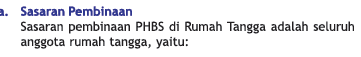 a. Sasaran Pembinaan
Sasaran pembinaan PHBS di Rumah Tangga adalah seluruh
anggota rumah tangga, yaitu: